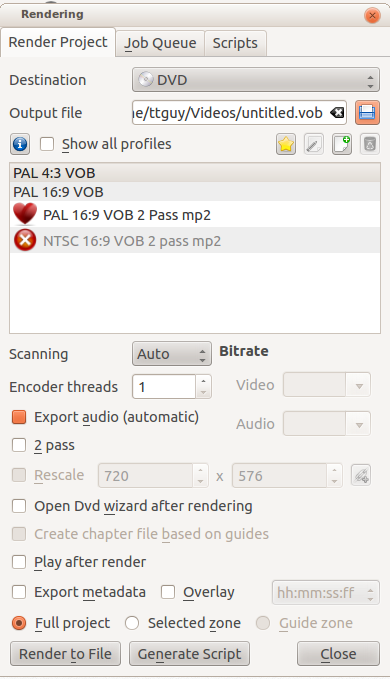 Rendering
Render Project Job Queue Scripts
Destination DVD
Output file ne/ttguy/Videos/untitled.vob
Show all profiles
PAL 4:3 VOB
PAL 16:9 VOB
PAL 16:9 VOB 2 Pass mp2
NTSC 16:9 VOB 2 pass mp2
Scanning Auto Bitrate
Encoder threads 1 Video
Export audio (automatic) Audio
2 pass
Rescale 720 x 576
Open Dvd wizard after rendering
Create chapter file based on guides
Play after render
Export metadata Overlay hh:mm:ss:ff
Full project Selected zone Guide zone
Render to File Generate Script Close